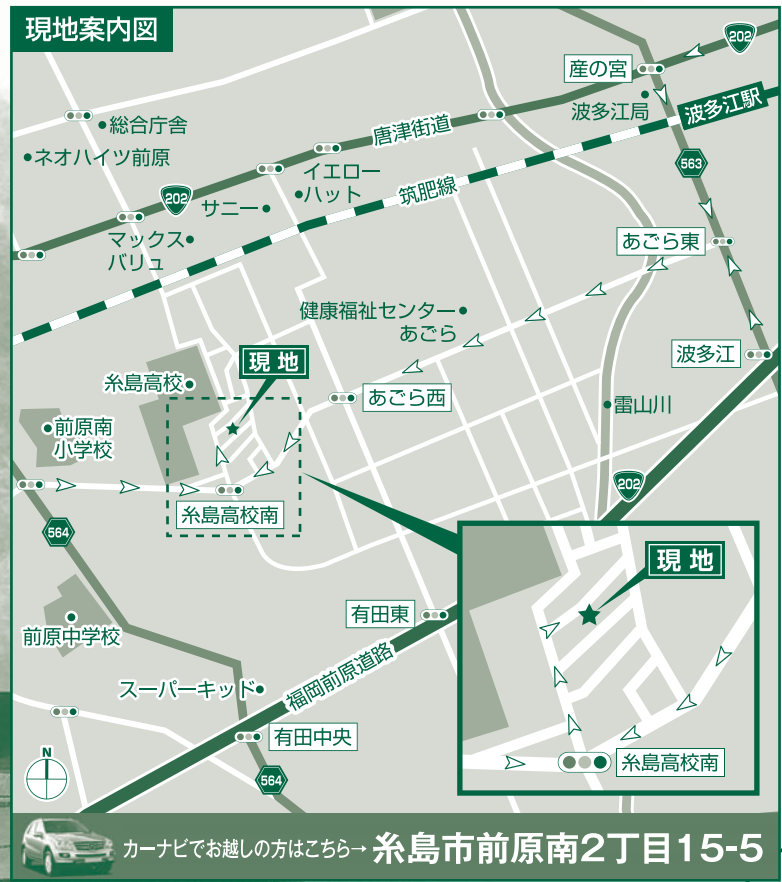 現地案内図
202
産の宮
波多江局
波多江駅
総合庁舎
唐津街道
ネオハイツ前原
イエロー
ハット
563
筑肥線
202
サニー
マックス
バリュ
あごら東
健康福祉センター
あごら
波多江
現地
糸島高校
あごら西
雷山川
前原南
小学校
202
糸島高校南
564
現地
有田東
前原中学校
福岡前原道路
スーパーキッド
有田中央
糸島高校南
N
564
カーナビでお越しの方はこちら→糸島市前原南2丁目15-5